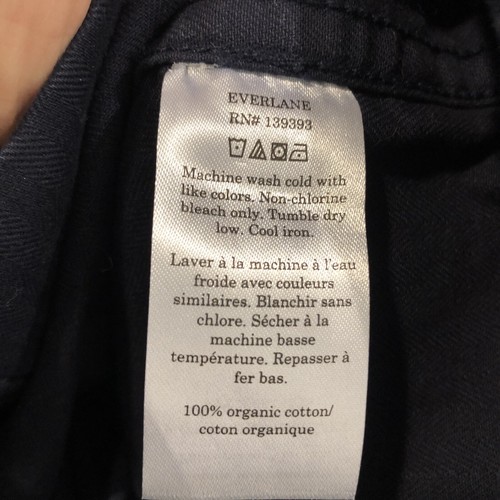 EVERLANE
RN# 139393
Machine wash cold with
like colors. Non-chlorine
bleach only. Tumble dry
low. Cool iron.
Laver à la machine à l'eau
froide avec couleurs
similaires. Blanchir sans
chlore. Sécher à la
machine basse
température. Repasser à
fer bas.
100% organic cotton/
coton organique